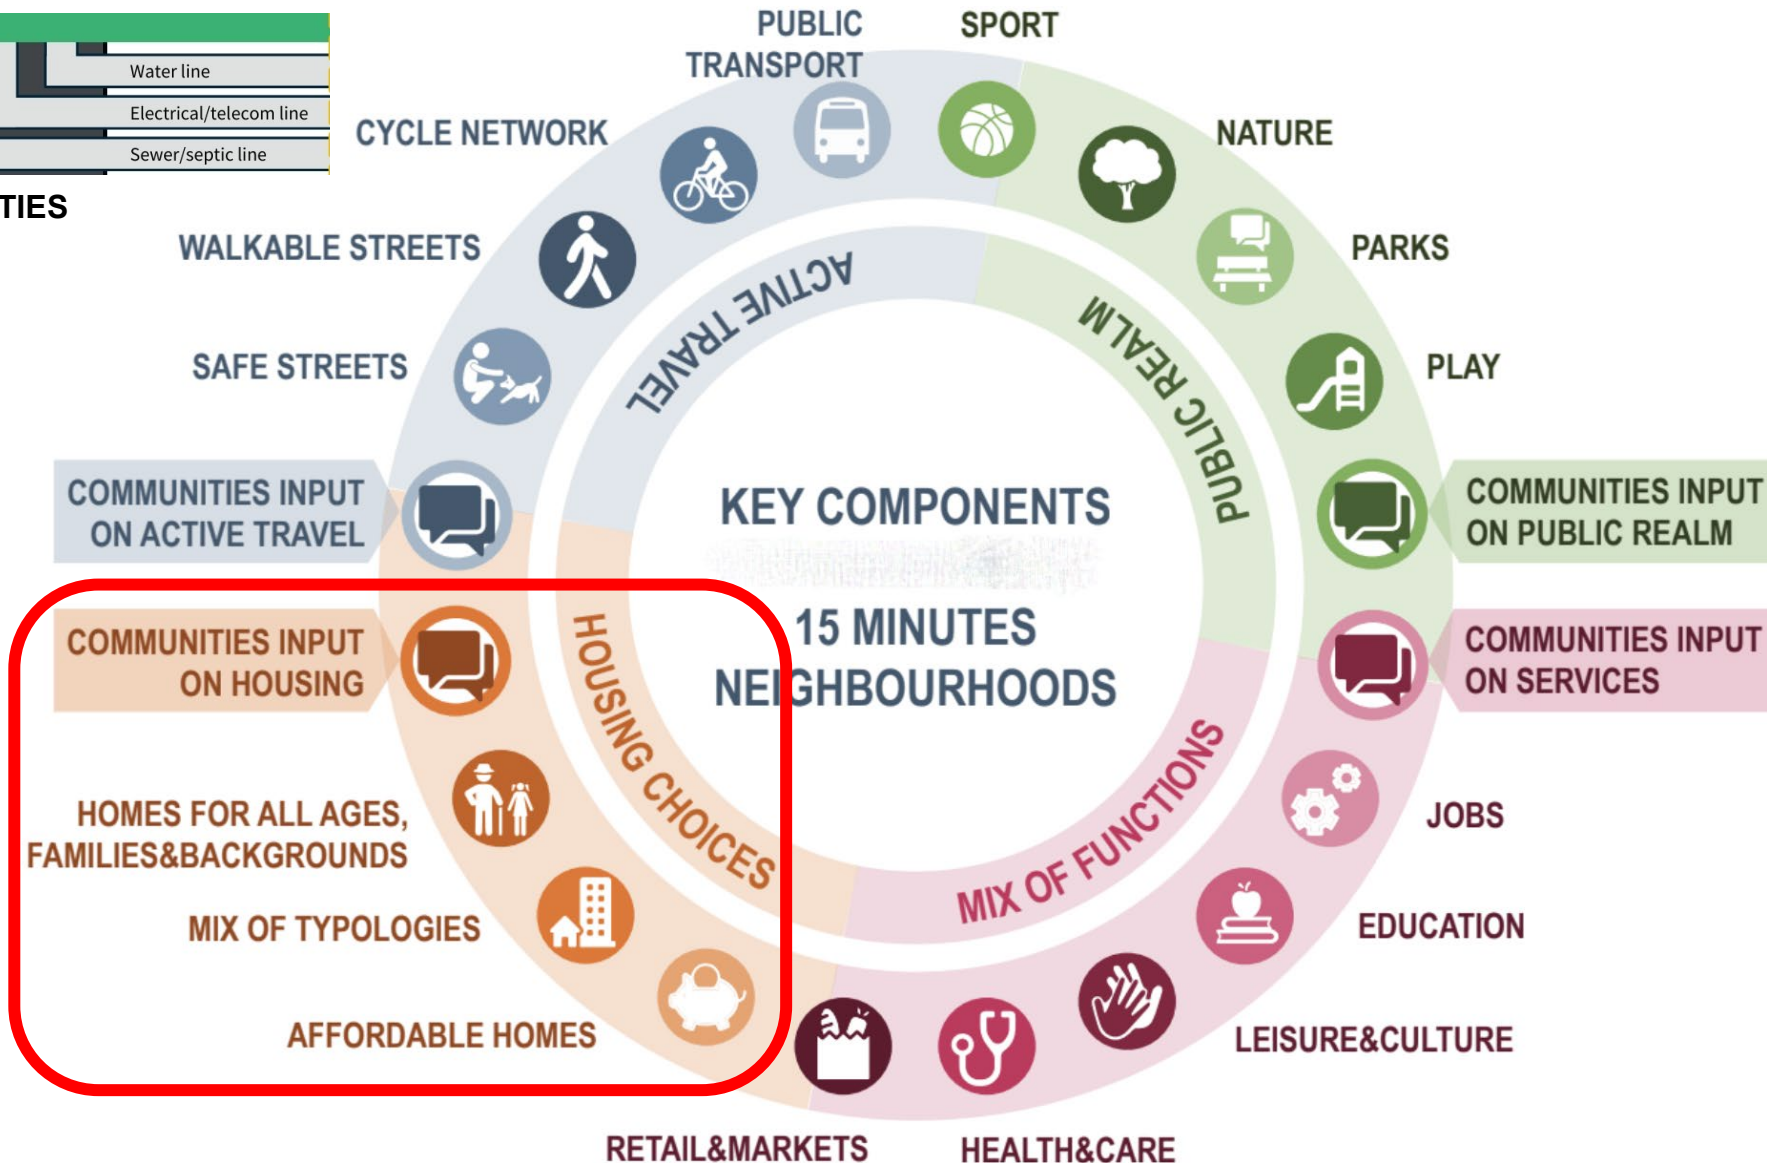 Water line
Electrical/telecom line
Sewer/septic line
TIES
PUBLIC
TRANSPORT
SPORT
CYCLE NETWORK
NATURE
WALKABLE STREETS
PARKS
SAFE STREETS
PLAY
ACTIVE TRAVEL
PUBLIC REALM
COMMUNITIES INPUT
ON ACTIVE TRAVEL
KEY COMPONENTS
15 MINUTES
NEIGHBOURHOODS
COMMUNITIES INPUT
ON PUBLIC REALM
COMMUNITIES INPUT
ON HOUSING
COMMUNITIES INPUT
ON SERVICES
HOUSING CHOICES
MIX OF FUNCTIONS
HOMES FOR ALL AGES,
FAMILIES&BACKGROUNDS
JOBS
MIX OF TYPOLOGIES
EDUCATION
AFFORDABLE HOMES
LEISURE&CULTURE
RETAIL&MARKETS
HEALTH&CARE